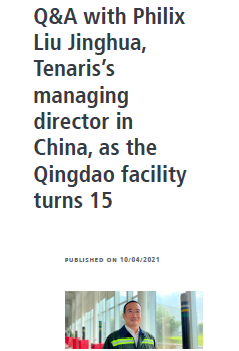 Q&A with Philix
Liu Jinghua,
Tenaris’s
managing
director in
China, as the
Qingdao facility
turns 15
PUBLISHED ON 10/04/2021